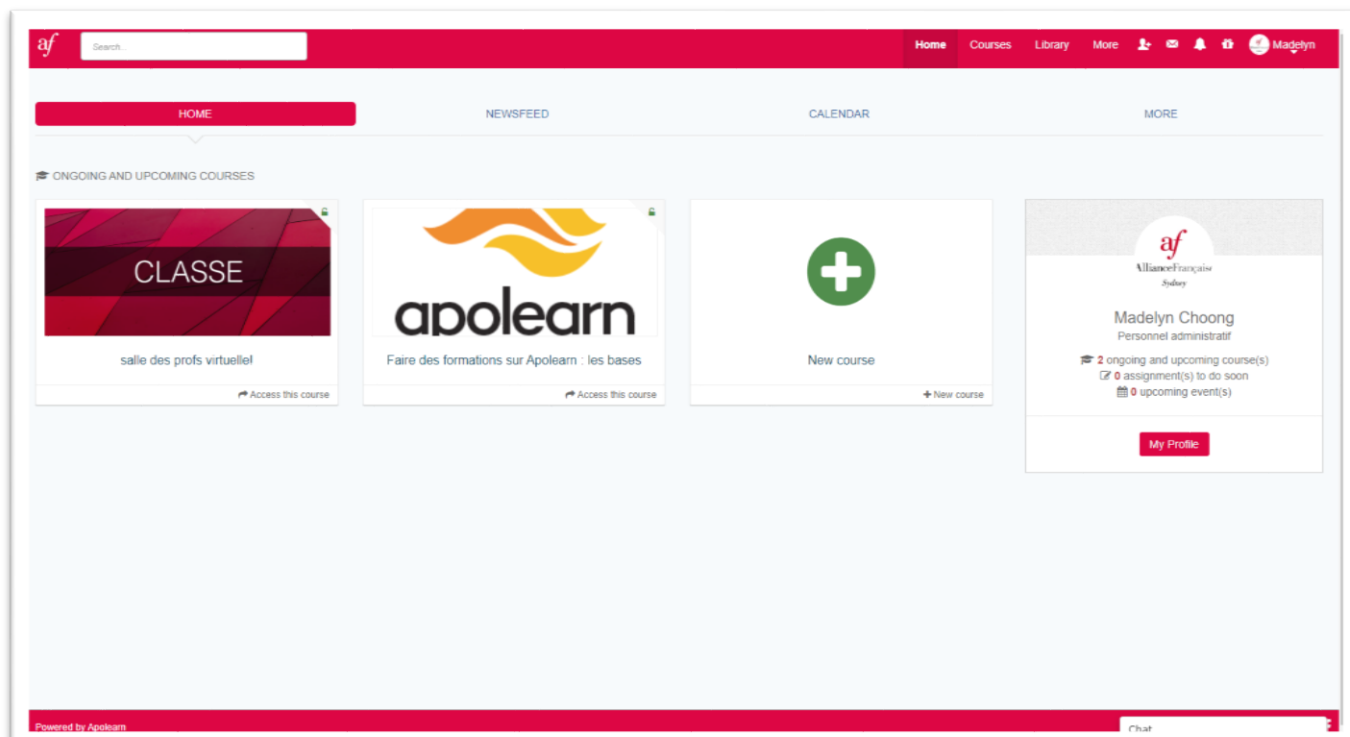 af
Search...
Home
Courses
Library
More
Madelyn
HOME
NEWSFEED
CALENDAR
MORE
ONGOING AND UPCOMING COURSES
CLASSE
salle des profs virtuelle!
Access this course
apolearn
Faire des formations sur Apolearn : les bases
Access this course
New course
New course
af
AllianceFrançaise
Sydney
Madelyn Choong
Personnel administratif
2 ongoing and upcoming course(s)
0 assignment(s) to do soon
0 upcoming event(s)
My Profile
Powered by Apolearn
Chat